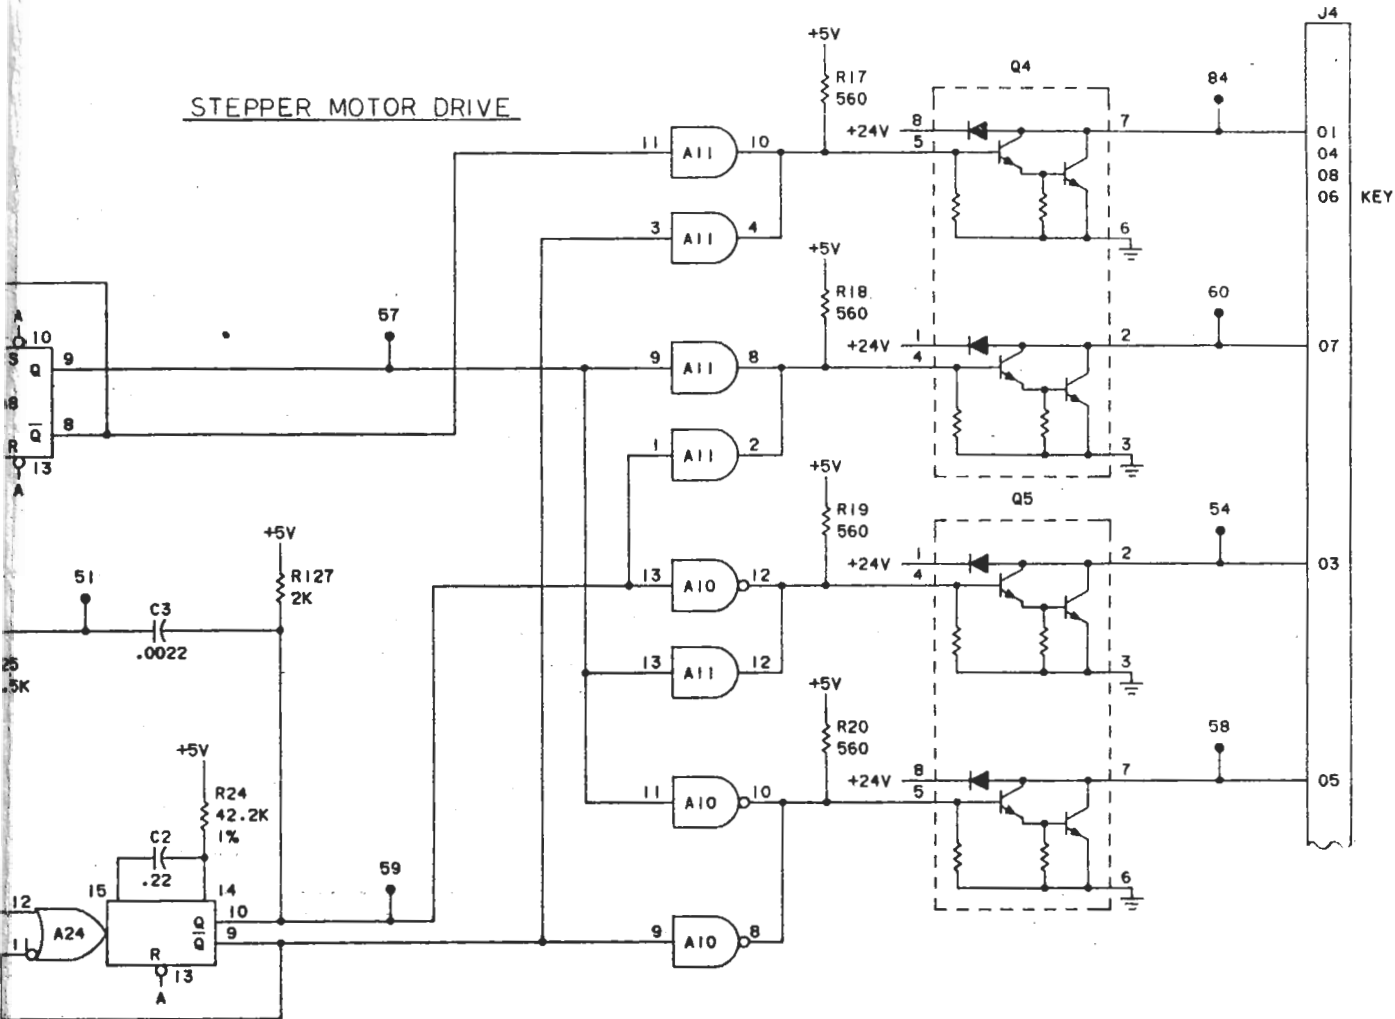 J4
+5V
Q4
84
R17
560
STEPPER MOTOR DRIVE
+24V 8 7 01
11 A11 10 5 04
08
06 KEY
3 A11 4 6
+5V
A
10
57
R18
560
60
S Q 9
+24V 1 2 07
9 A11 8 4
Q 8
R
13
A
1 A11 2 3
+5V
Q5
R19
560
54
+5V
51
R127
2K
+24V 1 2 03
13 A10 12 4
C3
.0022
13 A11 12 3
+5V
R20
560
58
+5V
R24
42.2K
1%
+24V 8 7 05
11 A10 10 5
C2
.22
15 14
59
6
12
A24
1
Q 10
Q 9
R
13
A
9 A10 8